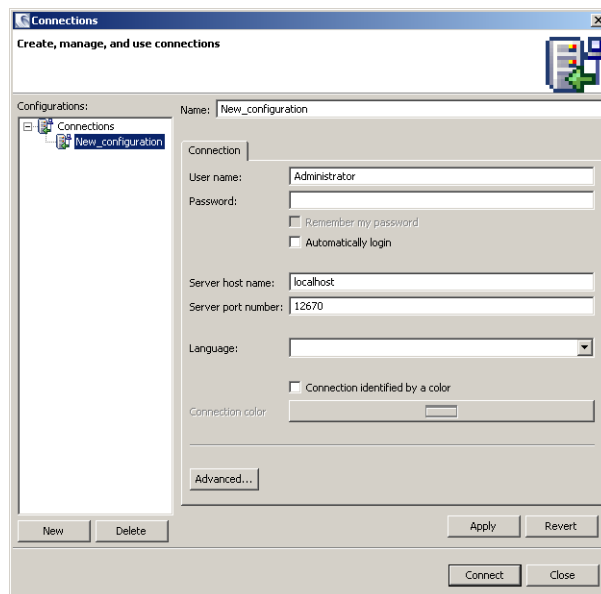 Connections
Create, manage, and use connections
Configurations:
Connections
New_configuration
New
Delete
Name: New_configuration
Connection
User name: Administrator
Password:
Remember my password
Automatically login
Server host name: localhost
Server port number: 12670
Language:
Connection identified by a color
Connection color
Advanced...
Apply
Revert
Connect
Close